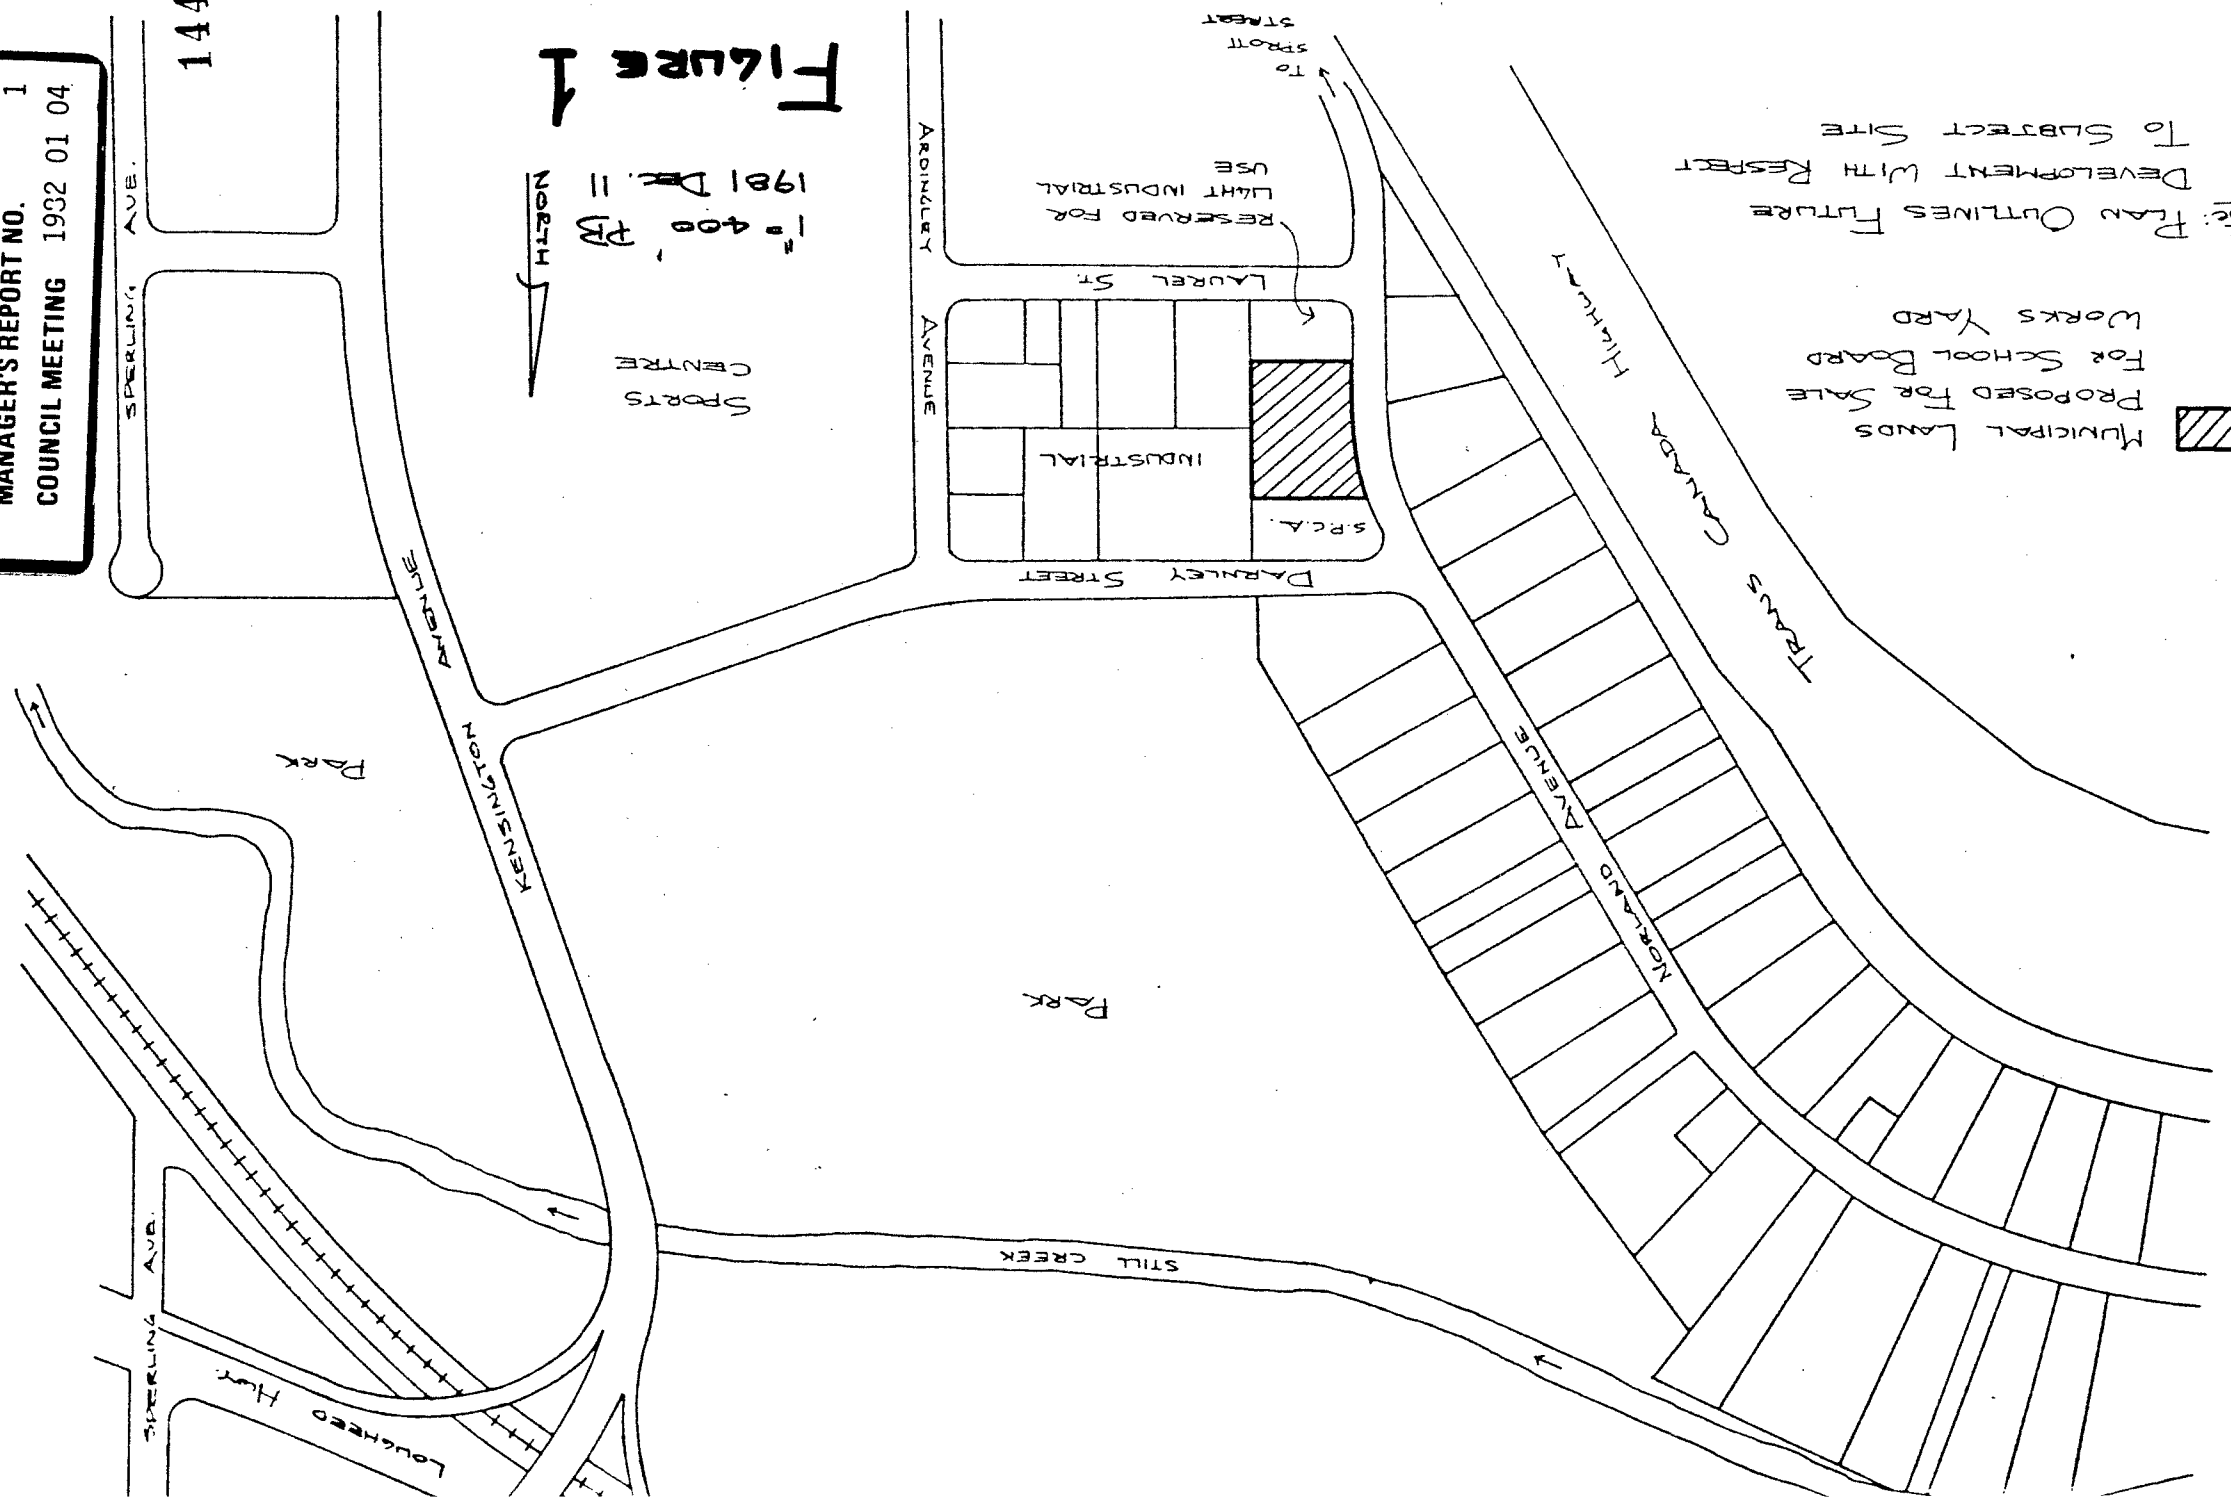 MANAGER'S REPORT NO. 1
COUNCIL MEETING 1932 01 04
144
LOUGHEED HWY.
SPERLING AVE.
SPERLING AVE.
STILL CREEK
PARK
PARK
KENSINGTON AVENUE
NORLAND AVENUE
TRANS CANADA HIGHWAY
DARNLEY STREET
S.P.C.A.
INDUSTRIAL
MUNICIPAL LANDS
PROPOSED FOR SALE
FOR SCHOOL BOARD
WORKS YARD
PLAN OUTLINES FUTURE
DEVELOPMENT WITH RESPECT
TO SUBJECT SITE
SPORTS
CENTRE
ARDINGLEY AVENUE
LAUREL ST.
RESERVED FOR
LIGHT INDUSTRIAL
USE
TO
SPROTT
STREET
NORTH
1" = 400' PB
1981 DEC. 11
FIGURE 1
SPERLING AVE.